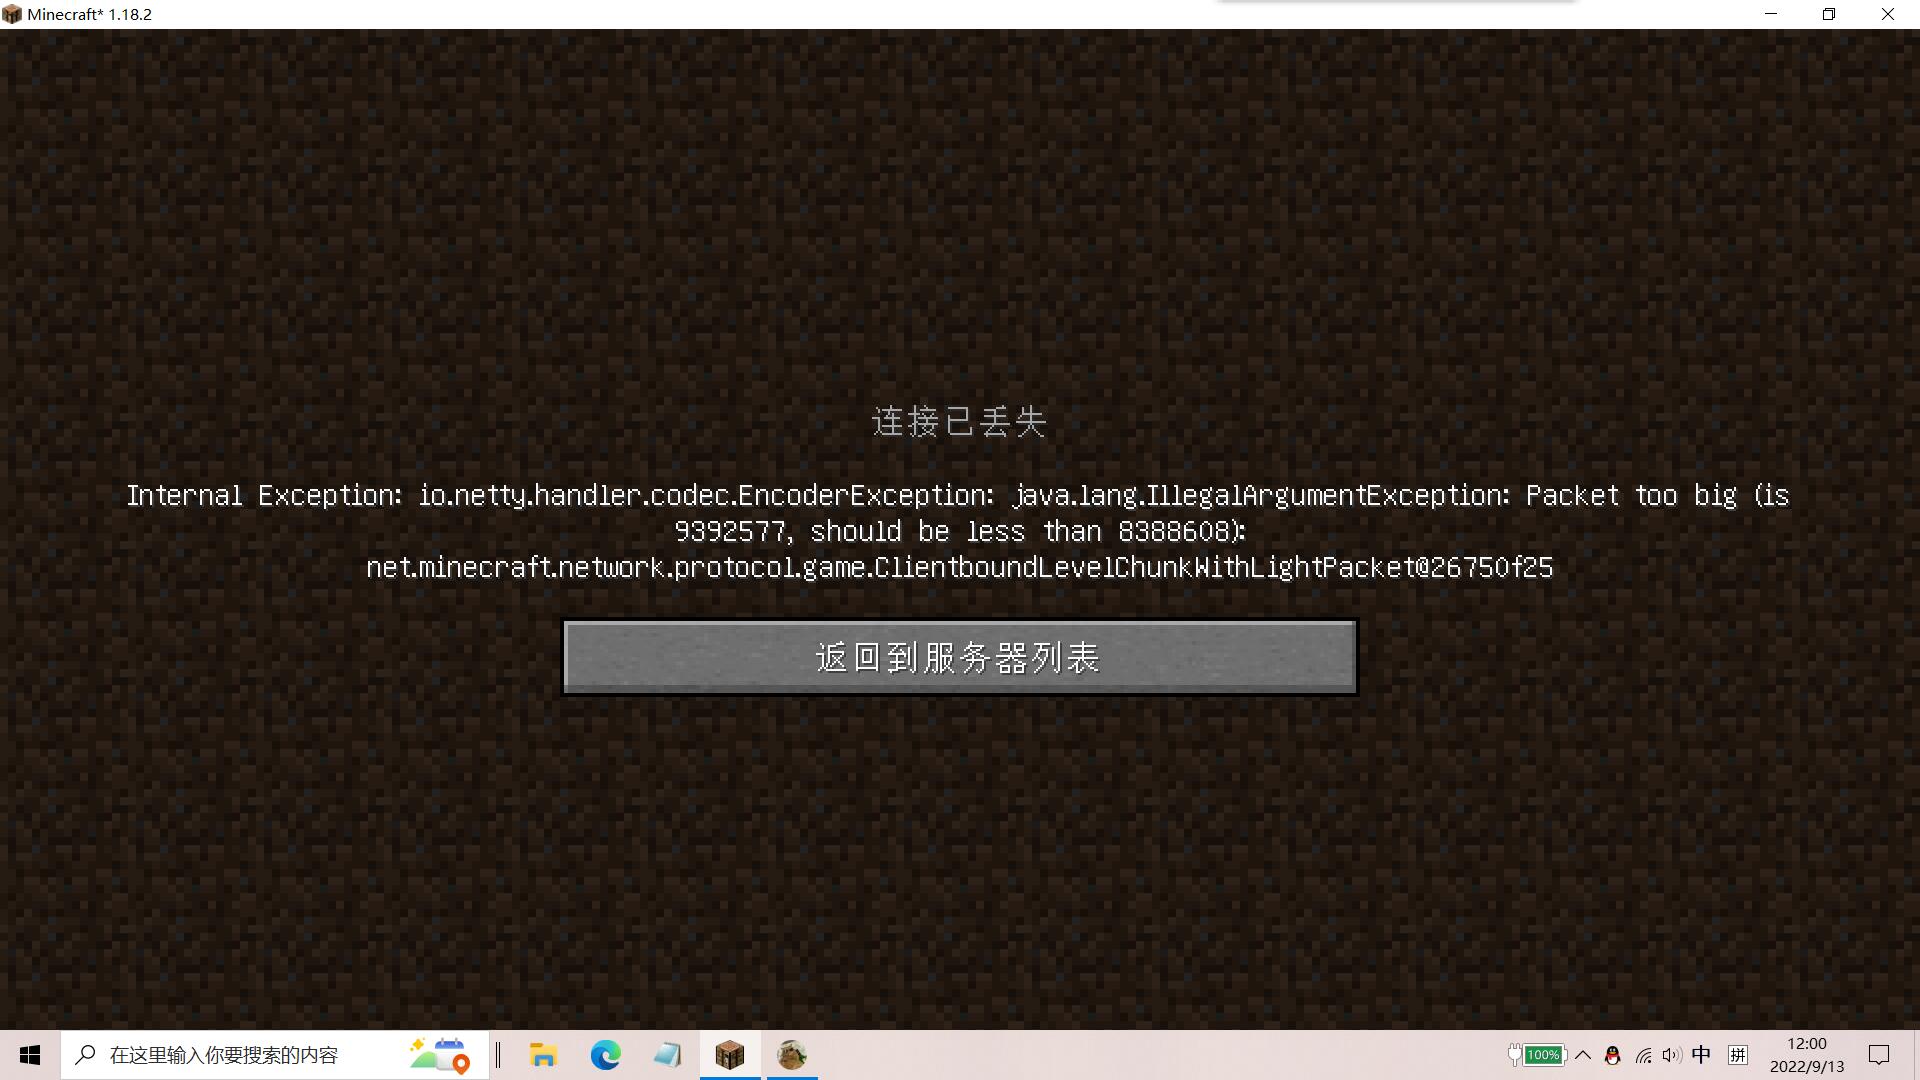 Minecraft* 1.18.2
连接已丢失
Internal Exception: io.netty.handler.codec.EncoderException: java.lang.IllegalArgumentException: Packet too big (is
9392577, should be less than 8388608):
net.minecraft.network.protocol.game.ClientboundLevelChunkWithLightPacket@26750f25
返回到服务器列表
在这里输入你要搜索的内容
100%
中
拼
12:00
2022/9/13